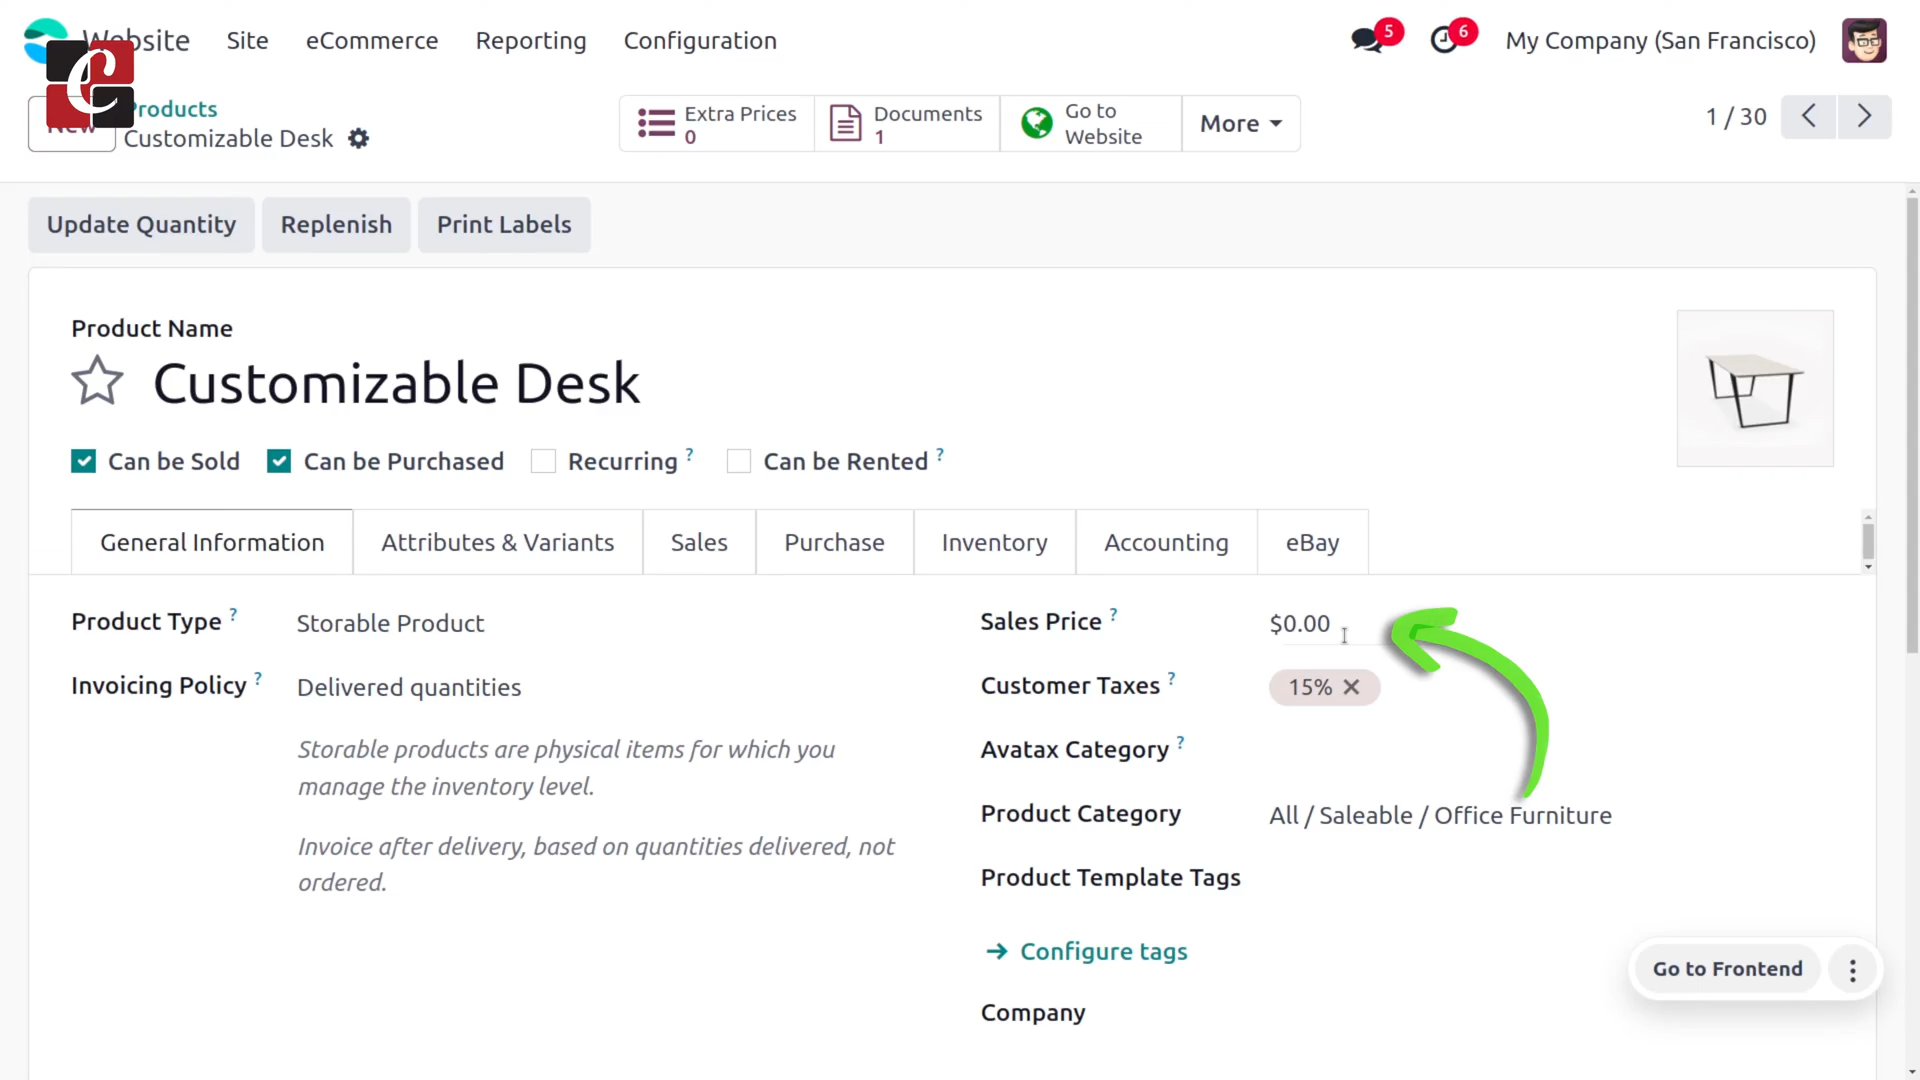 Website
Site
eCommerce
Reporting
Configuration
5
6
My Company (San Francisco)
New
Products
Customizable Desk
Extra Prices
0
Documents
1
Go to
Website
More
1 / 30
Update Quantity
Replenish
Print Labels
Product Name
Customizable Desk
Can be Sold
Can be Purchased
Recurring ?
Can be Rented ?
General Information
Attributes & Variants
Sales
Purchase
Inventory
Accounting
eBay
Product Type ?
Storable Product
Sales Price ?
$0.00
Invoicing Policy ?
Delivered quantities
Customer Taxes ?
15%
Storable products are physical items for which you
manage the inventory level.
Avatax Category ?
Invoice after delivery, based on quantities delivered, not
ordered.
Product Category
All / Saleable / Office Furniture
Product Template Tags
Configure tags
Go to Frontend
Company